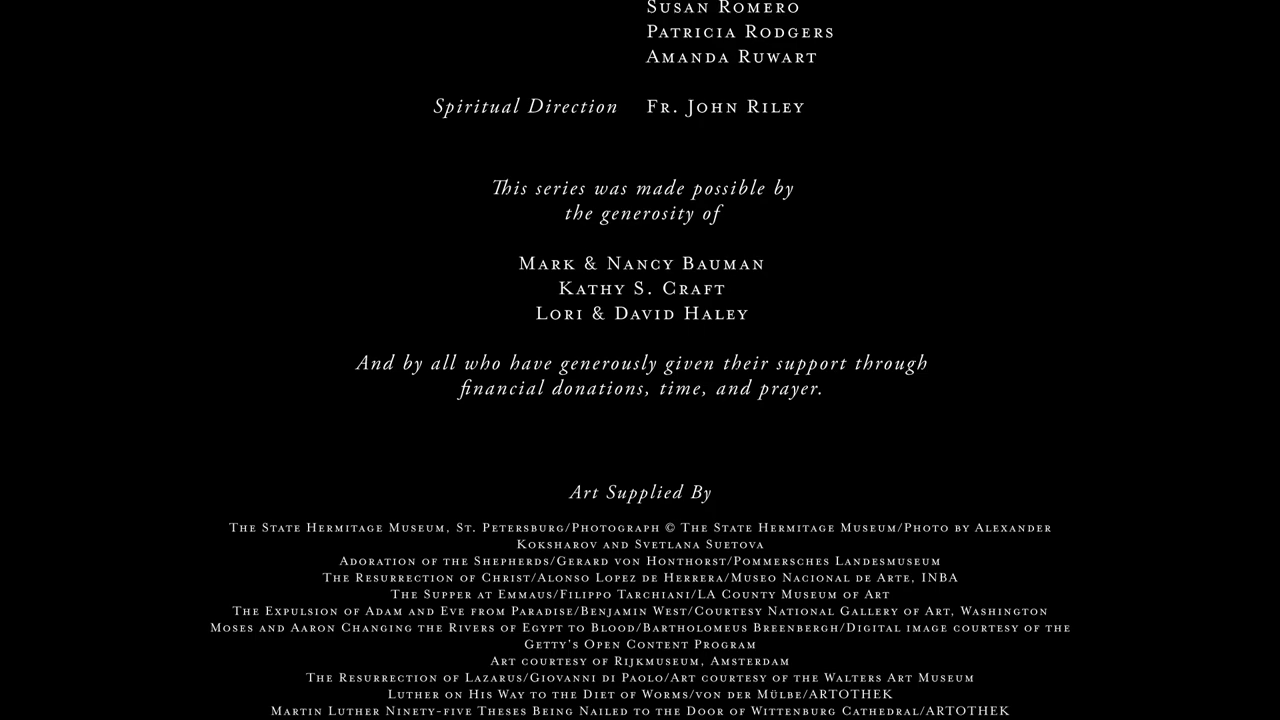 Susan Romero
Patricia Rodgers
Amanda Ruwart
Spiritual Direction Fr. John Riley
This series was made possible by
the generosity of
Mark & Nancy Bauman
Kathy S. Craft
Lori & David Haley
And by all who have generously given their support through
financial donations, time, and prayer.
Art Supplied By
The State Hermitage Museum, St. Petersburg/Photograph © The State Hermitage Museum/Photo by Alexander
Koksharov and Svetlana Suetova
Adoration of the Shepherds/Gerard von Honthorst/Pommersches Landesmuseum
The Resurrection of Christ/Alonso Lopez de Herrera/Museo Nacional de Arte, INBA
The Supper at Emmaus/Filippo Tarchiani/LA County Museum of Art
The Expulsion of Adam and Eve from Paradise/Benjamin West/Courtesy National Gallery of Art, Washington
Moses and Aaron Changing the Rivers of Egypt to Blood/Bartholomeus Breenbergh/Digital image courtesy of the
Getty's Open Content Program
Art courtesy of Rijkmuseum, Amsterdam
The Resurrection of Lazarus/Giovanni di Paolo/Art courtesy of the Walters Art Museum
Luther on His Way to the Diet of Worms/von der Mülbe/ARTOTHEK
Martin Luther Ninety-five Theses Being Nailed to the Door of Wittenburg Cathedral/ARTOTHEK